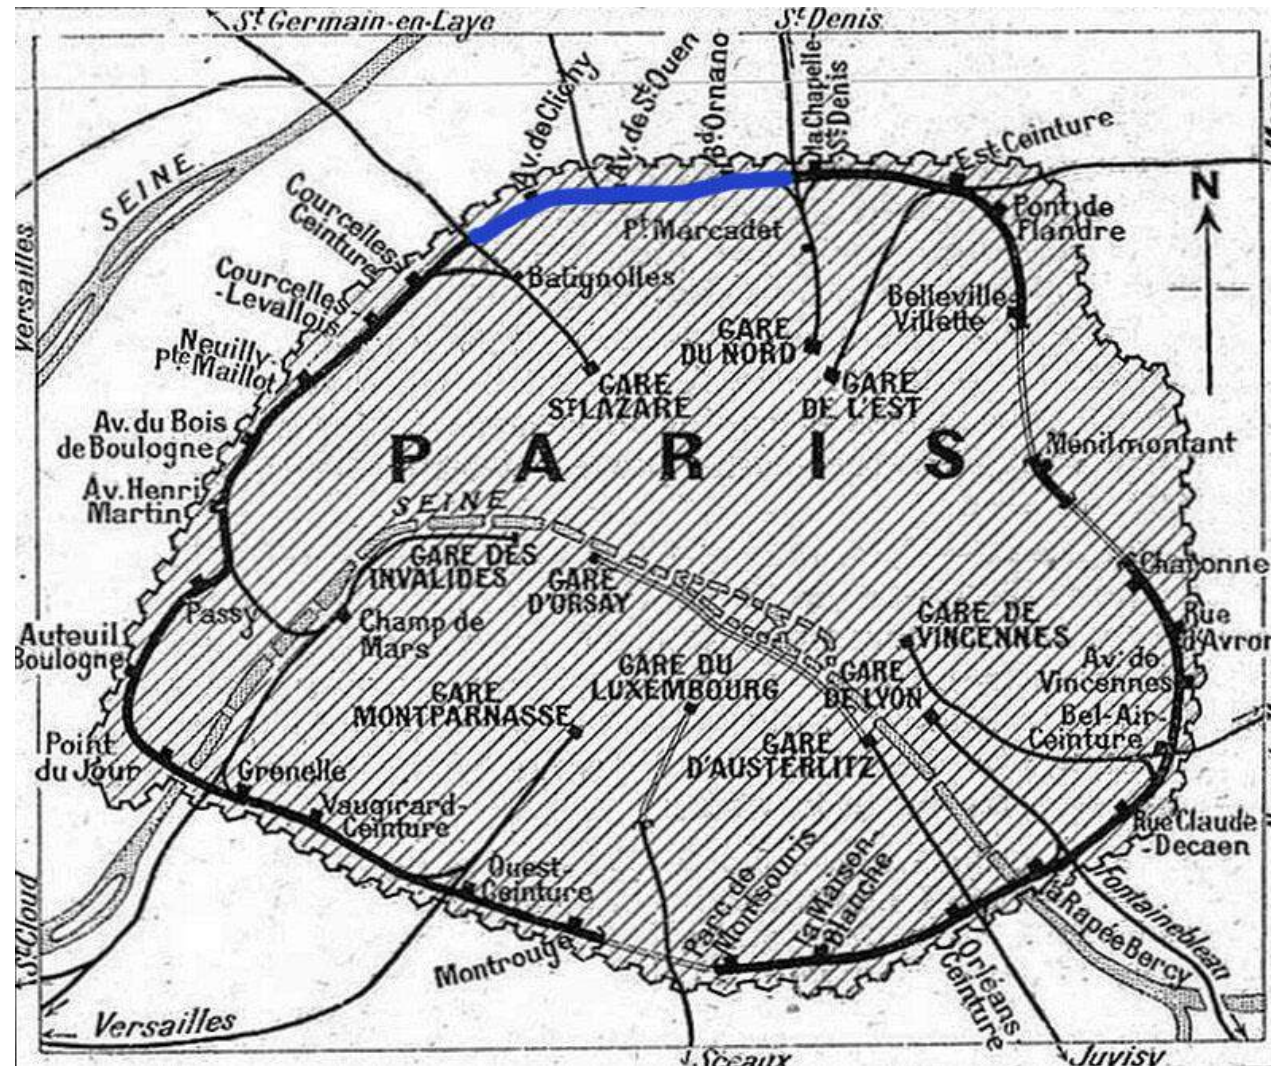 St Germain-en-Laye
St Denis
Av. de Clichy
Av. de St Ouen
Bd Ornano
la Chapelle-
St Denis
Est Ceinture
SEINE
Courcelles
Ceinture
N
Pont de
Flandre
Pt Marcadet
Versailles
Courcelles
-Levallois
Batignolles
Belleville-
Villette
Neuilly-
Pte Maillot
GARE
DU NORD
GARE
ST LAZARE
GARE
DE L'EST
Av. du Bois
de Boulogne
PARIS
Ménilmontant
Av. Henri
Martin
SEINE
GARE DES
INVALIDES
GARE
D'ORSAY
Charonne
Passy
Champ de
Mars
GARE DE
VINCENNES
Rue
d'Avron
Auteuil
Boulogne
GARE DU
LUXEMBOURG
GARE
DE LYON
Av. de
Vincennes
GARE
MONTPARNASSE
Bel-Air-
Ceinture
Point
du Jour
Grenelle
GARE
D'AUSTERLITZ
Vaugirard-
Ceinture
Rue Claude
-Decaen
Ouest-
Ceinture
Parc de
Montsouris
la Maison
Blanche
St Cloud
Montrouge
Orléans-
Ceinture
la Rapée Bercy
Fontainebleau
Versailles
Sceaux
Juvisy